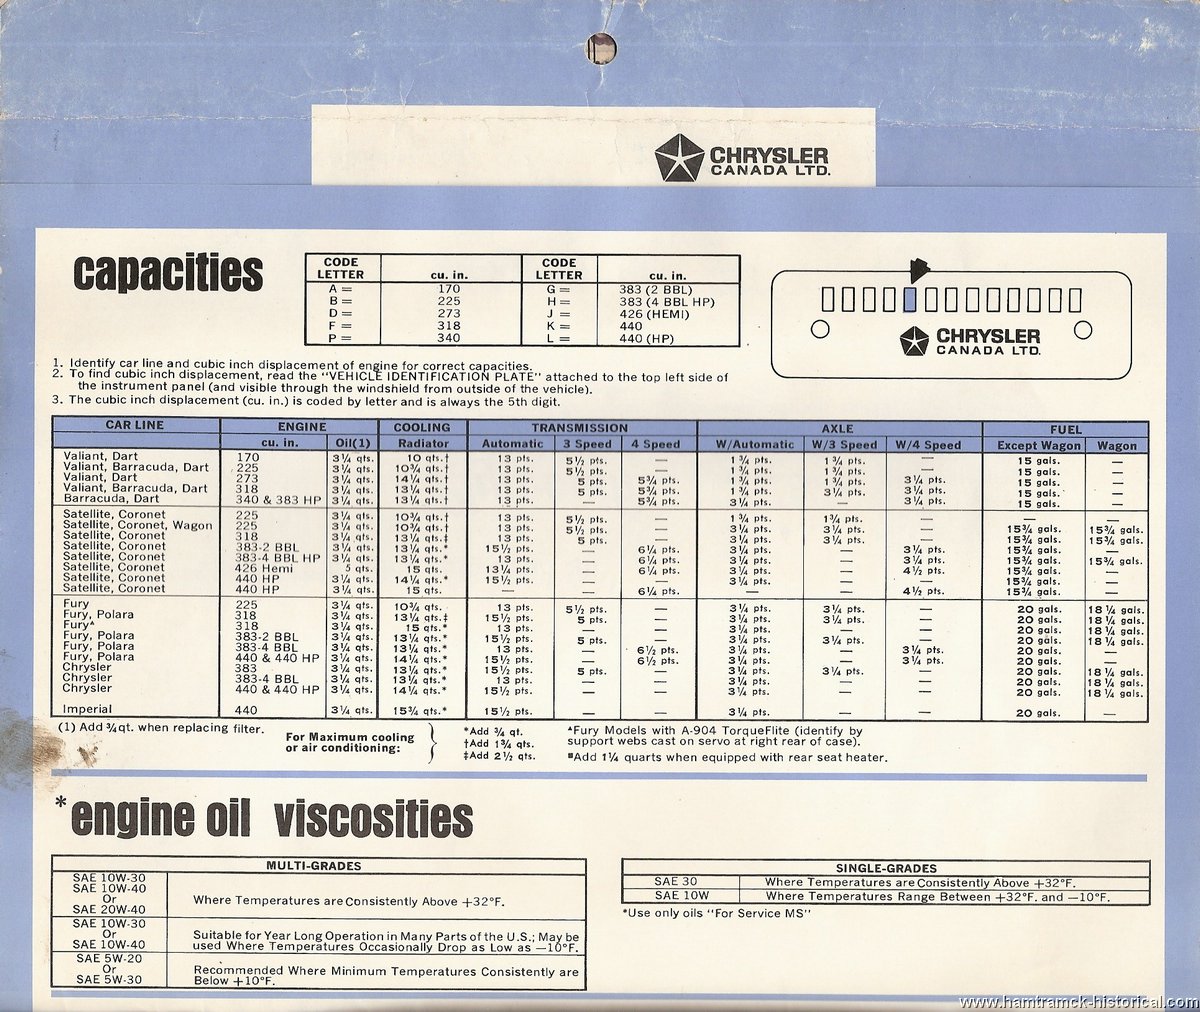 CHRYSLER
CANADA LTD.
capacities
CODE LETTER cu. in. CODE LETTER cu. in.
A = 170 G = 383 (2 BBL)
B = 225 H = 383 (4 BBL HP)
D = 273 J = 426 (HEMI)
F = 318 K = 440
P = 340 L = 440 (HP)
CHRYSLER
CANADA LTD.
1. Identify car line and cubic inch displacement of engine for correct capacities.
2. To find cubic inch displacement, read the "VEHICLE IDENTIFICATION PLATE" attached to the top left side of
the instrument panel (and visible through the windshield from outside of the vehicle).
3. The cubic inch displacement (cu. in.) is coded by letter and is always the 5th digit.
CAR LINE ENGINE COOLING TRANSMISSION AXLE FUEL
cu. in. Oil(1) Radiator Automatic 3 Speed 4 Speed W/Automatic W/3 Speed W/4 Speed Except Wagon Wagon
Valiant, Dart 170 3¼ qts. 10 qts.† 13 pts. 5½ pts. — 1¾ pts. 1¾ pts. — 15 gals. —
Valiant, Barracuda, Dart 225 3¼ qts. 10¾ qts.† 13 pts. 5½ pts. — 1¾ pts. 1¾ pts. — 15 gals. —
Valiant, Dart 273 3¼ qts. 14¼ qts.† 13 pts. 5 pts. 5¾ pts. 1¾ pts. 1¾ pts. 3¼ pts. 15 gals. —
Valiant, Barracuda, Dart 318 3¼ qts. 13¼ qts.† 13 pts. 5 pts. 5¾ pts. 1¾ pts. 3¼ pts. 3¼ pts. 15 gals. —
Barracuda, Dart 340 & 383 HP 3¼ qts. 13¼ qts.† 13 pts. — 5¾ pts. 3¼ pts. — 3¼ pts. 15 gals. —
Satellite, Coronet 225 3¼ qts. 10¾ qts.† 13 pts. 5½ pts. — 1¾ pts. 1¾ pts. — — —
Satellite, Coronet, Wagon 225 3¼ qts. 10¾ qts.† 13 pts. 5½ pts. — 3¼ pts. 3¼ pts. — 15¾ gals. 15¾ gals.
Satellite, Coronet 318 3¼ qts. 13¼ qts.‡ 13 pts. 5 pts. — 3¼ pts. 3¼ pts. — 15¾ gals. 15¾ gals.
Satellite, Coronet 383-2 BBL 3¼ qts. 13¼ qts.* 15½ pts. — 6¼ pts. 3¼ pts. — 3¼ pts. 15¾ gals. —
Satellite, Coronet 383-4 BBL HP 3¼ qts. 13¼ qts.* 13 pts. — 6¼ pts. 3¼ pts. — 3¼ pts. 15¾ gals. 15¾ gals.
Satellite, Coronet 426 Hemi 5 qts. 15 qts. 13¼ pts. — 6¼ pts. 3¼ pts. — 4½ pts. 15¾ gals. —
Satellite, Coronet 440 HP 3¼ qts. 14¼ qts.* 15½ pts. — — 3¼ pts. — — 15¾ gals. —
Satellite, Coronet 440 HP 3¼ qts. 15 qts. — — 6¼ pts. — — 4½ pts. 15¾ gals. —
Fury 225 3¼ qts. 10¾ qts. 13 pts. 5½ pts. — 3¼ pts. 3¼ pts. — 20 gals. 18¼ gals.
Fury, Polara 318 3¼ qts. 13¼ qts.‡ 15½ pts. 5 pts. — 3¼ pts. 3¼ pts. — 20 gals. 18¼ gals.
Fury▲ 318 3¼ qts. 15 qts.* 13 pts. — — 3¼ pts. — — 20 gals. 18¼ gals.
Fury, Polara 383-2 BBL 3¼ qts. 13¼ qts.* 15½ pts. 5 pts. — 3¼ pts. 3¼ pts. — 20 gals. 18¼ gals.
Fury, Polara 383-4 BBL 3¼ qts. 13¼ qts.* 13 pts. — 6½ pts. 3¼ pts. — 3¼ pts. 20 gals. —
Fury, Polara 440 & 440 HP 3¼ qts. 14¼ qts.* 15½ pts. — 6½ pts. 3¼ pts. — 3¼ pts. 20 gals. —
Chrysler 383 3¼ qts. 13¼ qts.* 15½ pts. 5 pts. — 3¼ pts. 3¼ pts. — 20 gals. 18¼ gals.
Chrysler 383-4 BBL 3¼ qts. 13¼ qts.* 13 pts. — — 3¼ pts. — — 20 gals. 18¼ gals.
Chrysler 440 & 440 HP 3¼ qts. 14¼ qts.* 15½ pts. — — 3¼ pts. — — 20 gals. 18¼ gals.
Imperial 440 3¼ qts. 15¾ qts.* 15½ pts. — — 3¼ pts. — — 20 gals. —
(1) Add ¾ qt. when replacing filter.
For Maximum cooling
or air conditioning:
*Add ¾ qt.
†Add 1¾ qts.
‡Add 2½ qts.
▲Fury Models with A-904 TorqueFlite (identify by
support webs cast on servo at right rear of case).
■Add 1¼ quarts when equipped with rear seat heater.
*engine oil viscosities
MULTI-GRADES
SAE 10W-30
SAE 10W-40
Or
SAE 20W-40
Where Temperatures are Consistently Above +32°F.
SAE 10W-30
Or
SAE 10W-40
Suitable for Year Long Operation in Many Parts of the U.S.; May be
used Where Temperatures Occasionally Drop as Low as —10°F.
SAE 5W-20
Or
SAE 5W-30
Recommended Where Minimum Temperatures Consistently are
Below +10°F.
SINGLE-GRADES
SAE 30 Where Temperatures are Consistently Above +32°F.
SAE 10W Where Temperatures Range Between +32°F. and —10°F.
*Use only oils "For Service MS"
www.hamtramck-historical.com